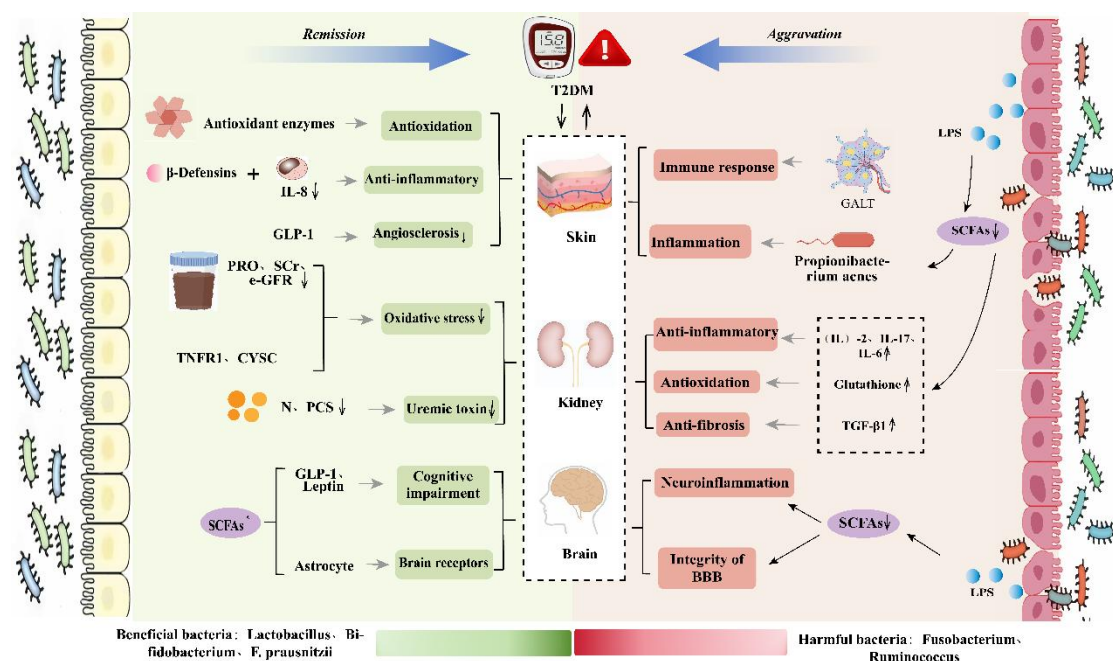 Remission
Aggravation
15.8
T2DM
Antioxidant enzymes
Antioxidation
β-Defensins
+
IL-8 ↓
Anti-inflammatory
GLP-1
Angiosclerosis ↓
PRO、SCr、
e-GFR ↓
TNFR1、CYSC
Oxidative stress ↓
N、PCS ↓
Uremic toxin ↓
SCFAs
GLP-1、
Leptin
Cognitive
impairment
Astrocyte
Brain receptors
Skin
Kidney
Brain
Immune response
GALT
Inflammation
Propionibacte-
rium acnes
LPS
SCFAs ↓
Anti-inflammatory
（IL）-2、IL-17、
IL-6 ↑
Antioxidation
Glutathione ↑
Anti-fibrosis
TGF-β1 ↑
Neuroinflammation
SCFAs ↓
Integrity of
BBB
LPS
Beneficial bacteria：Lactobacillus、Bi-
fidobacterium、F. prausnitzii
Harmful bacteria：Fusobacterium、
Ruminococcus